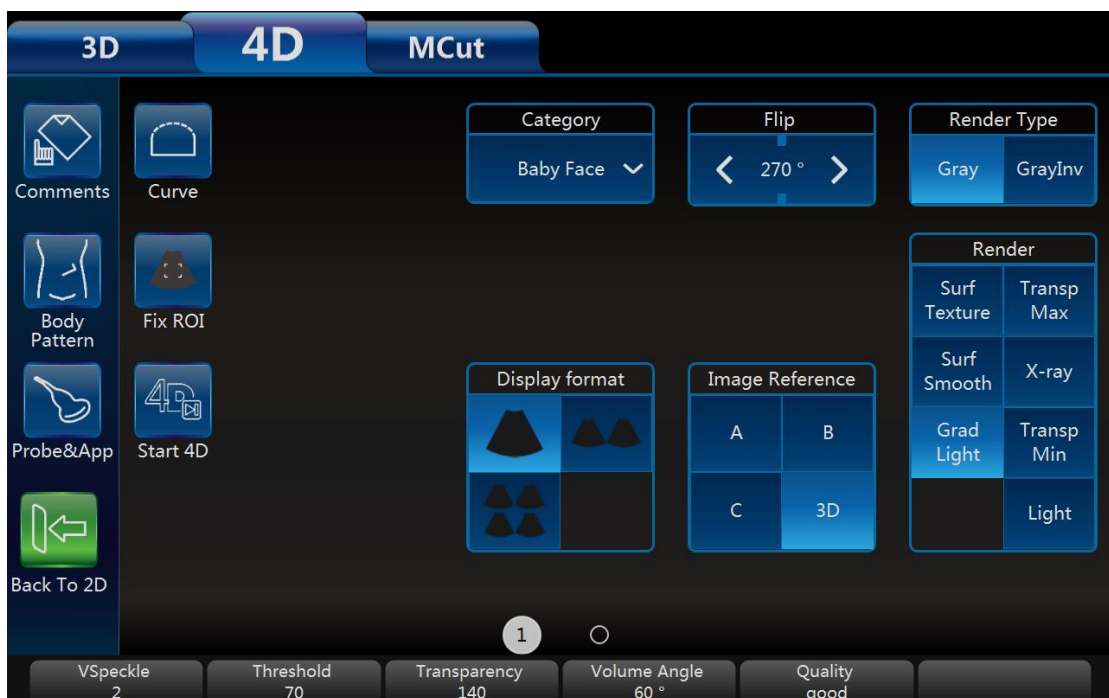 3D
4D
MCut
Comments
Curve
Category
Baby Face
Flip
270 °
Render Type
Gray
GrayInv
Body
Pattern
Fix ROI
Render
Surf
Texture
Transp
Max
Surf
Smooth
X-ray
Grad
Light
Transp
Min
Light
Probe&App
4D
Start 4D
Display format
Image Reference
A
B
C
3D
Back To 2D
1
VSpeckle
2
Threshold
70
Transparency
140
Volume Angle
60 °
Quality
good